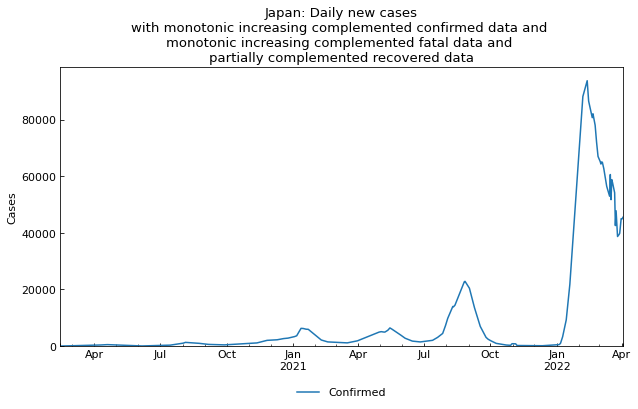 Japan: Daily new cases
with monotonic increasing complemented confirmed data and
monotonic increasing complemented fatal data and
partially complemented recovered data
80000
60000
40000
20000
0
Cases
Apr
Jul
Oct
Jan
2021
Apr
Jul
Oct
Jan
2022
Apr
Confirmed